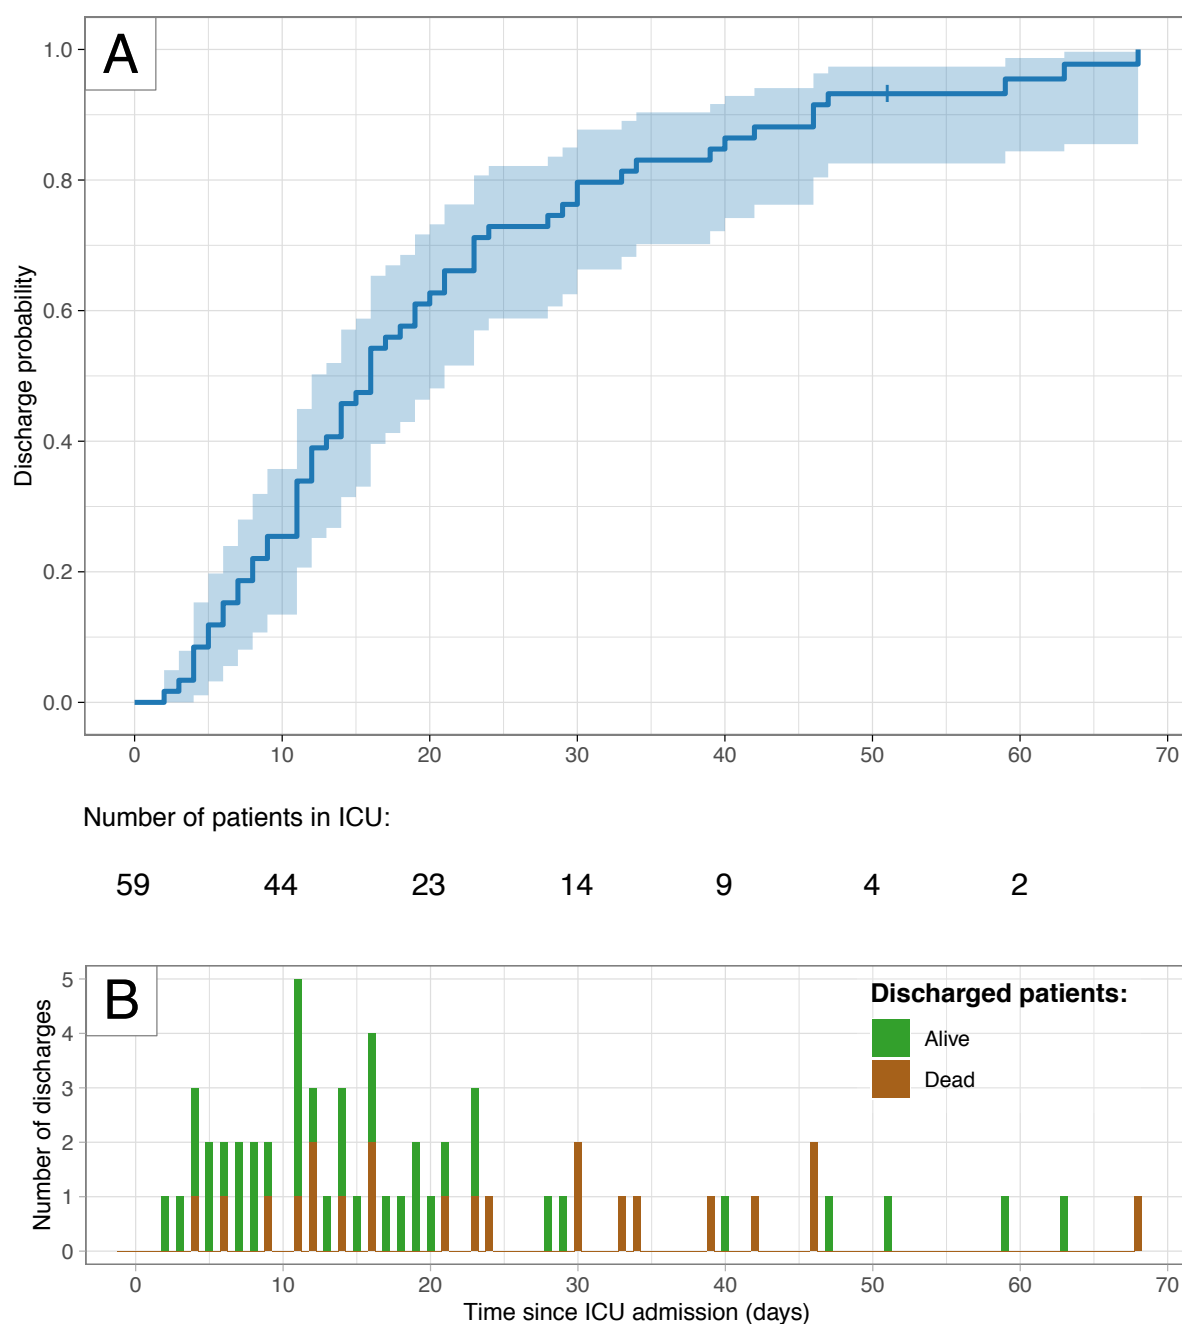 A
1.0
0.8
0.6
0.4
0.2
0.0
Discharge probability
0 10 20 30 40 50 60 70
Number of patients in ICU:
59 44 23 14 9 4 2
B
5
4
3
2
1
0
Number of discharges
Discharged patients:
Alive
Dead
0 10 20 30 40 50 60 70
Time since ICU admission (days)